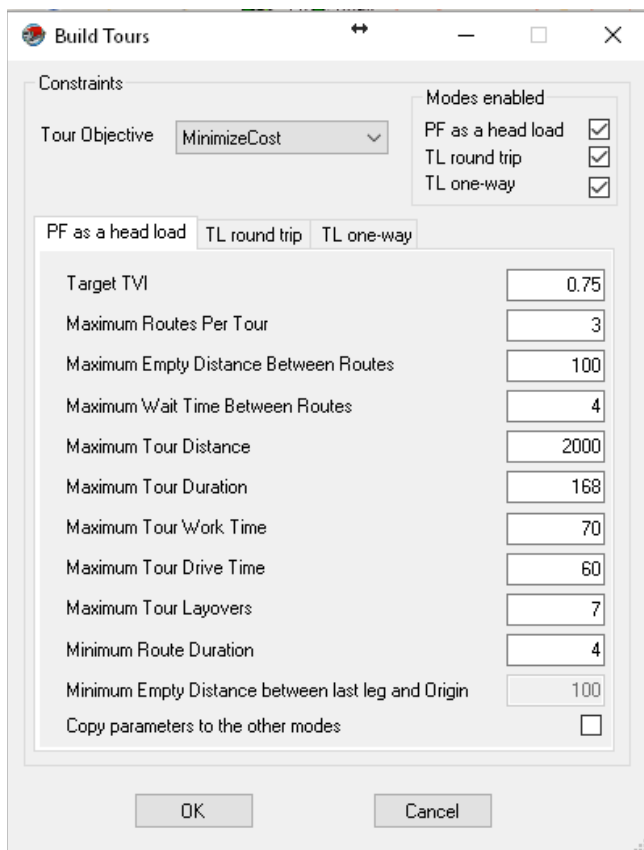 Build Tours
Constraints
Tour Objective MinimizeCost
Modes enabled
PF as a head load
TL round trip
TL one-way
PF as a head load TL round trip TL one-way
Target TVI 0.75
Maximum Routes Per Tour 3
Maximum Empty Distance Between Routes 100
Maximum Wait Time Between Routes 4
Maximum Tour Distance 2000
Maximum Tour Duration 168
Maximum Tour Work Time 70
Maximum Tour Drive Time 60
Maximum Tour Layovers 7
Minimum Route Duration 4
Minimum Empty Distance between last leg and Origin 100
Copy parameters to the other modes
OK Cancel